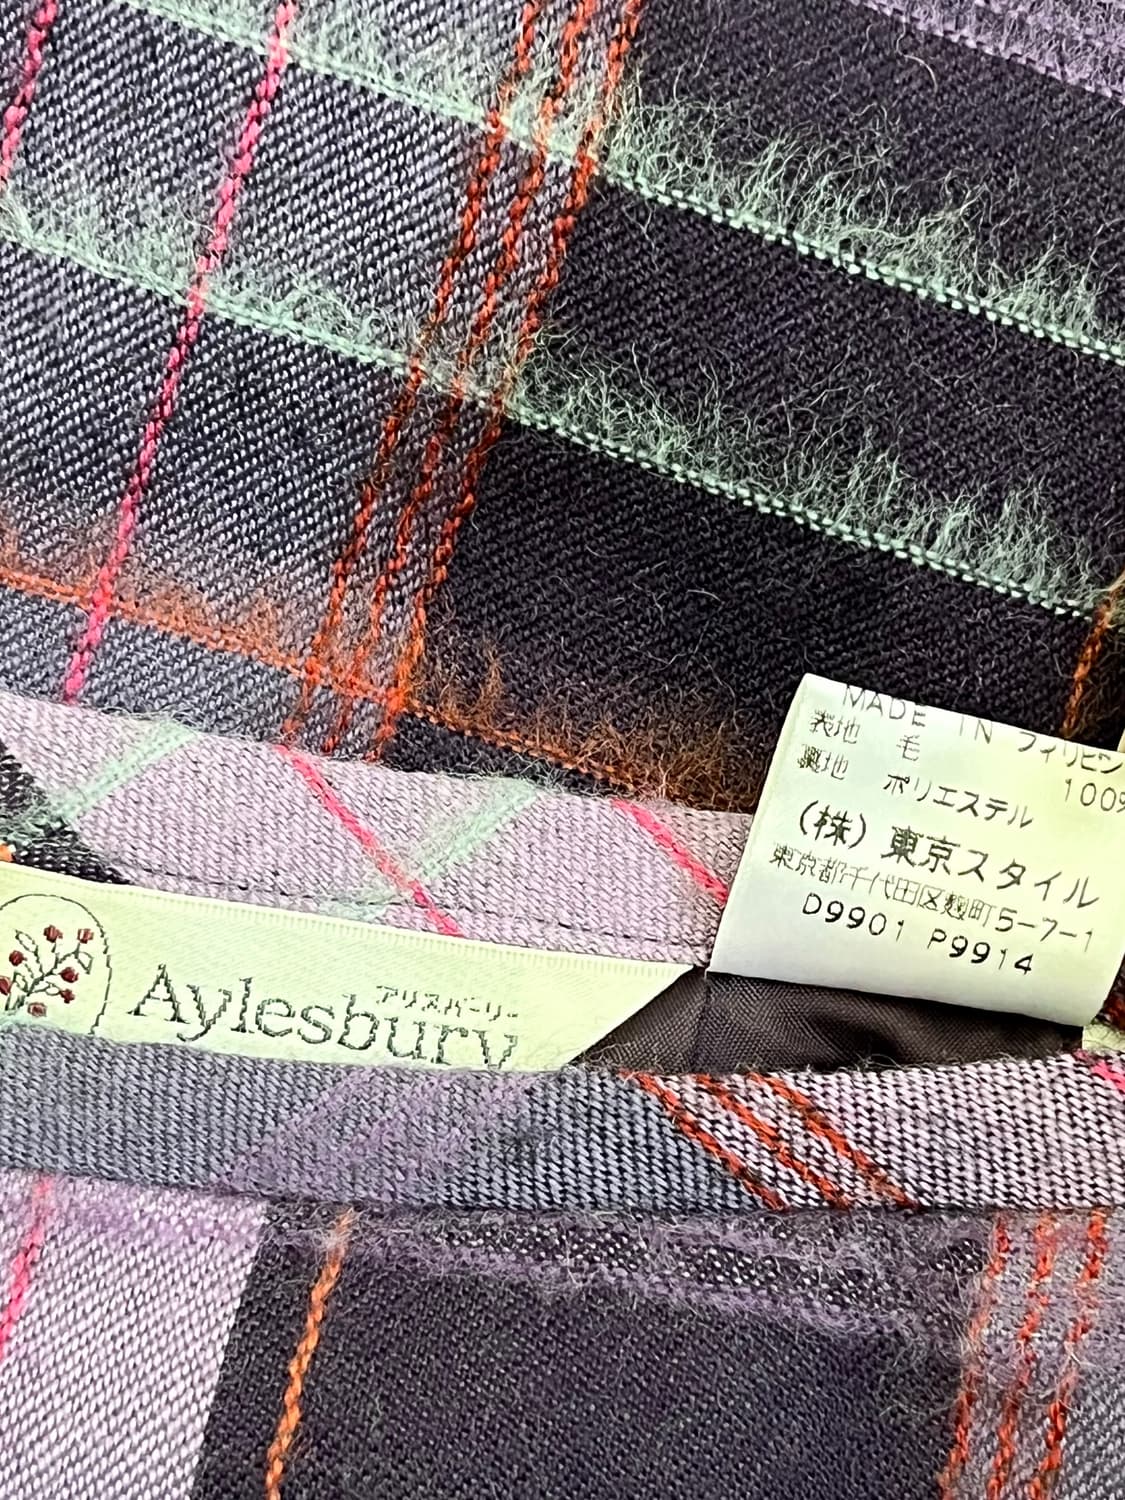 MADE IN フィリピン
表地 毛 100%
裏地 ポリエステル
(株) 東京スタイル
東京都千代田区麹町5-7-1
D9901 P9914
アリスバーリー
Aylesbury